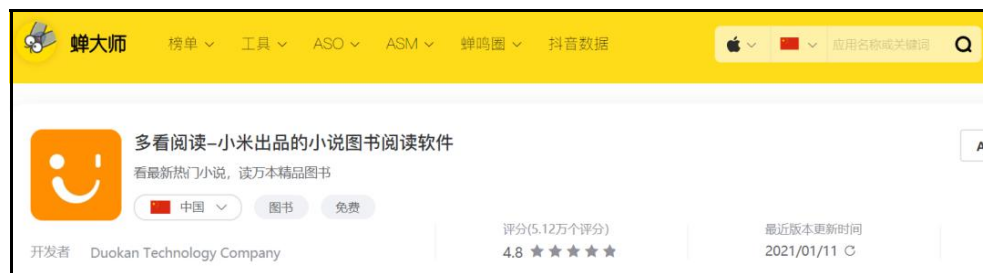 蝉大师 榜单 工具 ASO ASM 蝉鸣圈 抖音数据 应用名称或关键词
多看阅读-小米出品的小说图书阅读软件
看最新热门小说，读万本精品图书
中国 图书 免费
评分(5.12万个评分) 最近版本更新时间
开发者 Duokan Technology Company 4.8 2021/01/11